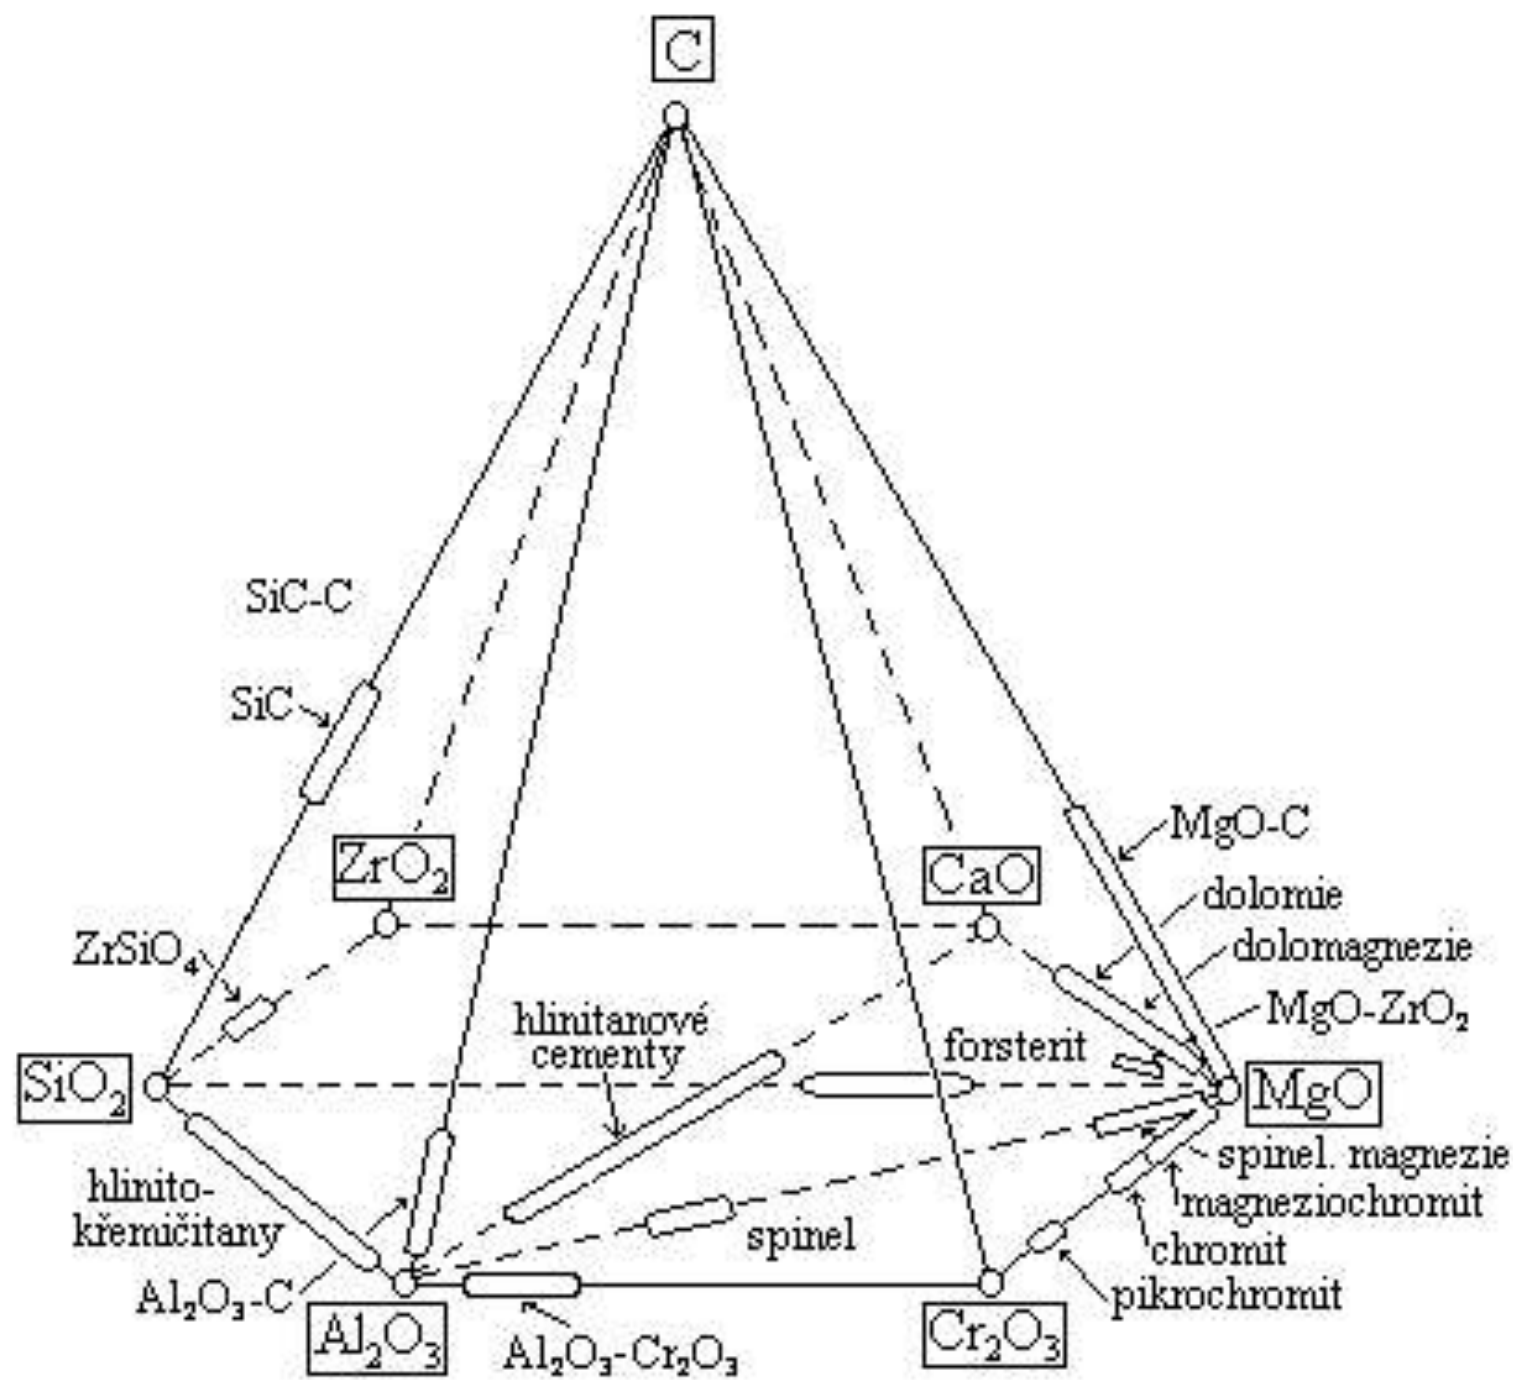 C
SiC-C
SiC
ZrO₂
CaO
MgO-C
dolomie
dolomagnezie
ZrSiO₄
MgO-ZrO₂
hlinitanové
cementy
forsterit
SiO₂
MgO
spinel. magnezie
hlinito-
křemičitany
magneziochromit
spinel
chromit
Al₂O₃-C
pikrochromit
Al₂O₃
Al₂O₃-Cr₂O₃
Cr₂O₃